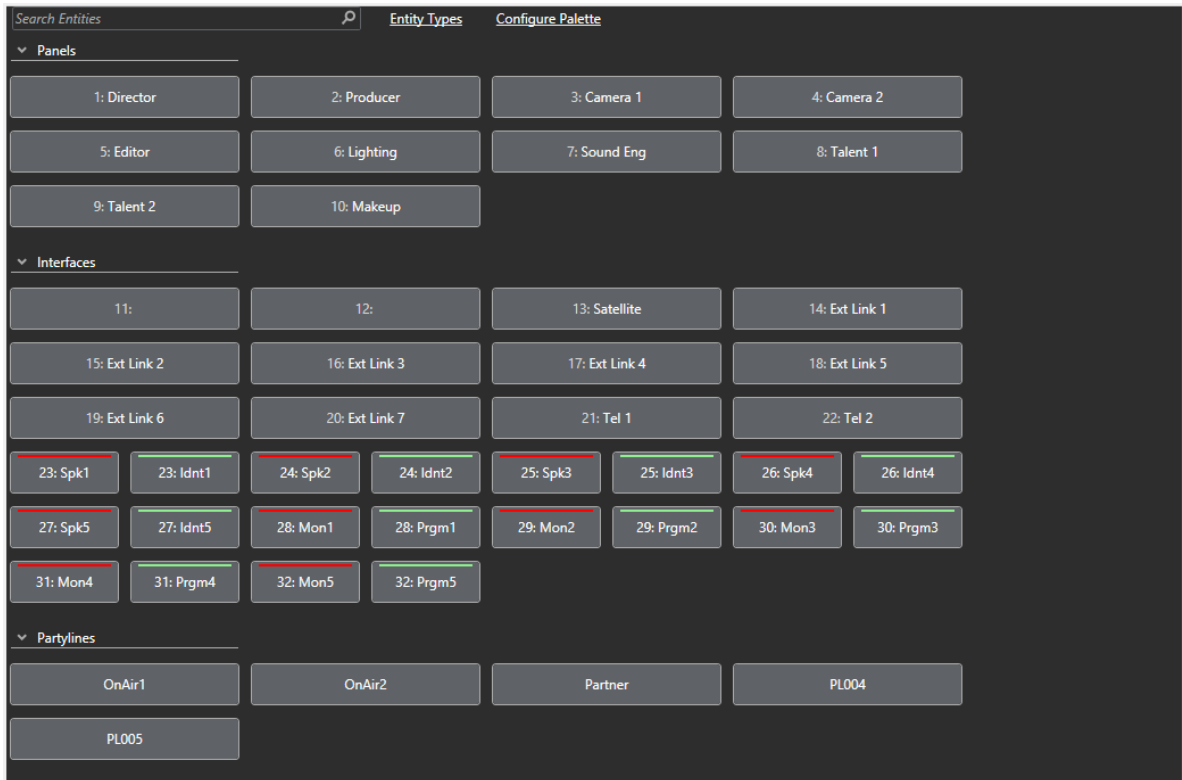 Search Entities Entity Types Configure Palette
Panels
1: Director 2: Producer 3: Camera 1 4: Camera 2
5: Editor 6: Lighting 7: Sound Eng 8: Talent 1
9: Talent 2 10: Makeup
Interfaces
11: 12: 13: Satellite 14: Ext Link 1
15: Ext Link 2 16: Ext Link 3 17: Ext Link 4 18: Ext Link 5
19: Ext Link 6 20: Ext Link 7 21: Tel 1 22: Tel 2
23: Spk1 23: Idnt1 24: Spk2 24: Idnt2 25: Spk3 25: Idnt3 26: Spk4 26: Idnt4
27: Spk5 27: Idnt5 28: Mon1 28: Prgm1 29: Mon2 29: Prgm2 30: Mon3 30: Prgm3
31: Mon4 31: Prgm4 32: Mon5 32: Prgm5
Partylines
OnAir1 OnAir2 Partner PL004
PL005